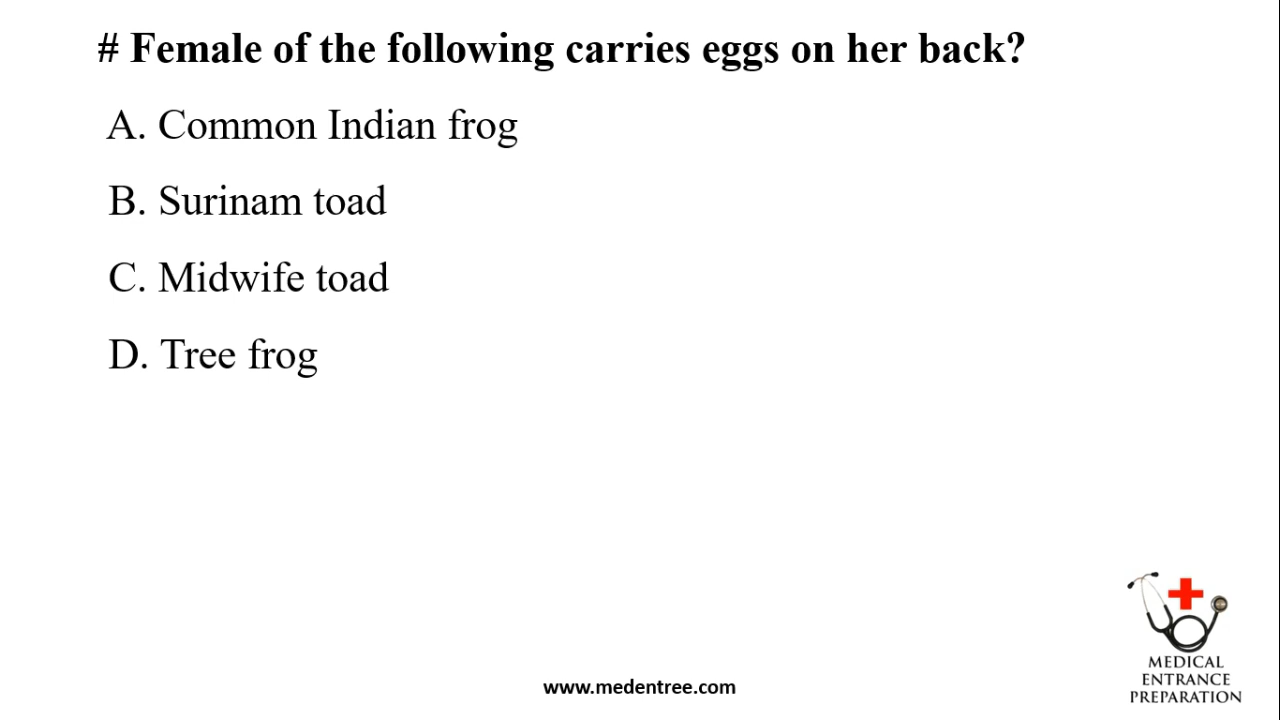 # Female of the following carries eggs on her back?
A. Common Indian frog
B. Surinam toad
C. Midwife toad
D. Tree frog
www.medentree.com
MEDICAL
ENTRANCE
PREPARATION